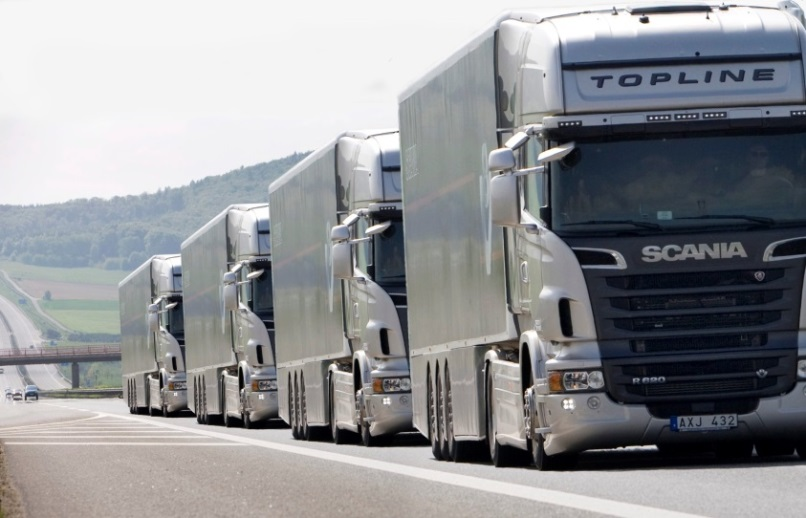 TOPLINE
SCANIA
R 620
AXJ 432